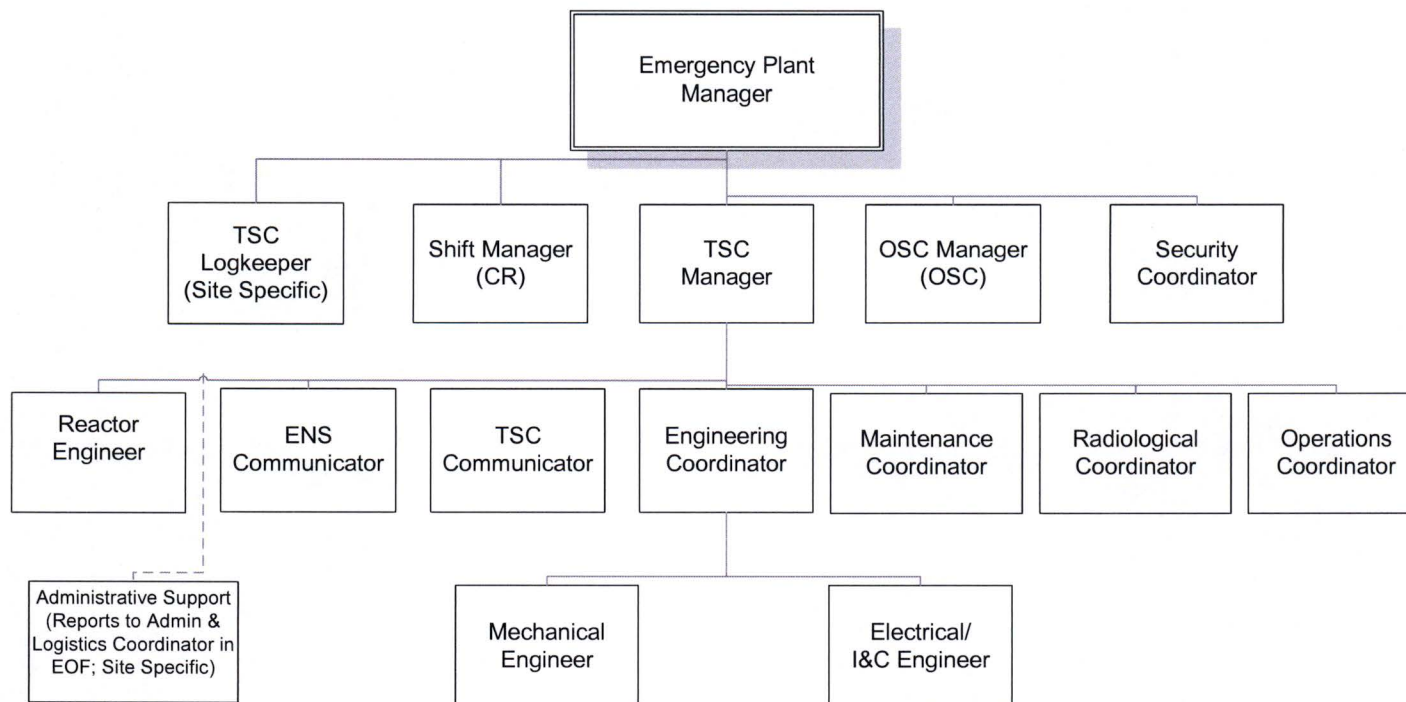 Emergency Plant
Manager
TSC
Logkeeper
(Site Specific)
Shift Manager
(CR)
TSC
Manager
OSC Manager
(OSC)
Security
Coordinator
Reactor
Engineer
ENS
Communicator
TSC
Communicator
Engineering
Coordinator
Maintenance
Coordinator
Radiological
Coordinator
Operations
Coordinator
Administrative Support
(Reports to Admin &
Logistics Coordinator in
EOF; Site Specific)
Mechanical
Engineer
Electrical/
I&C Engineer